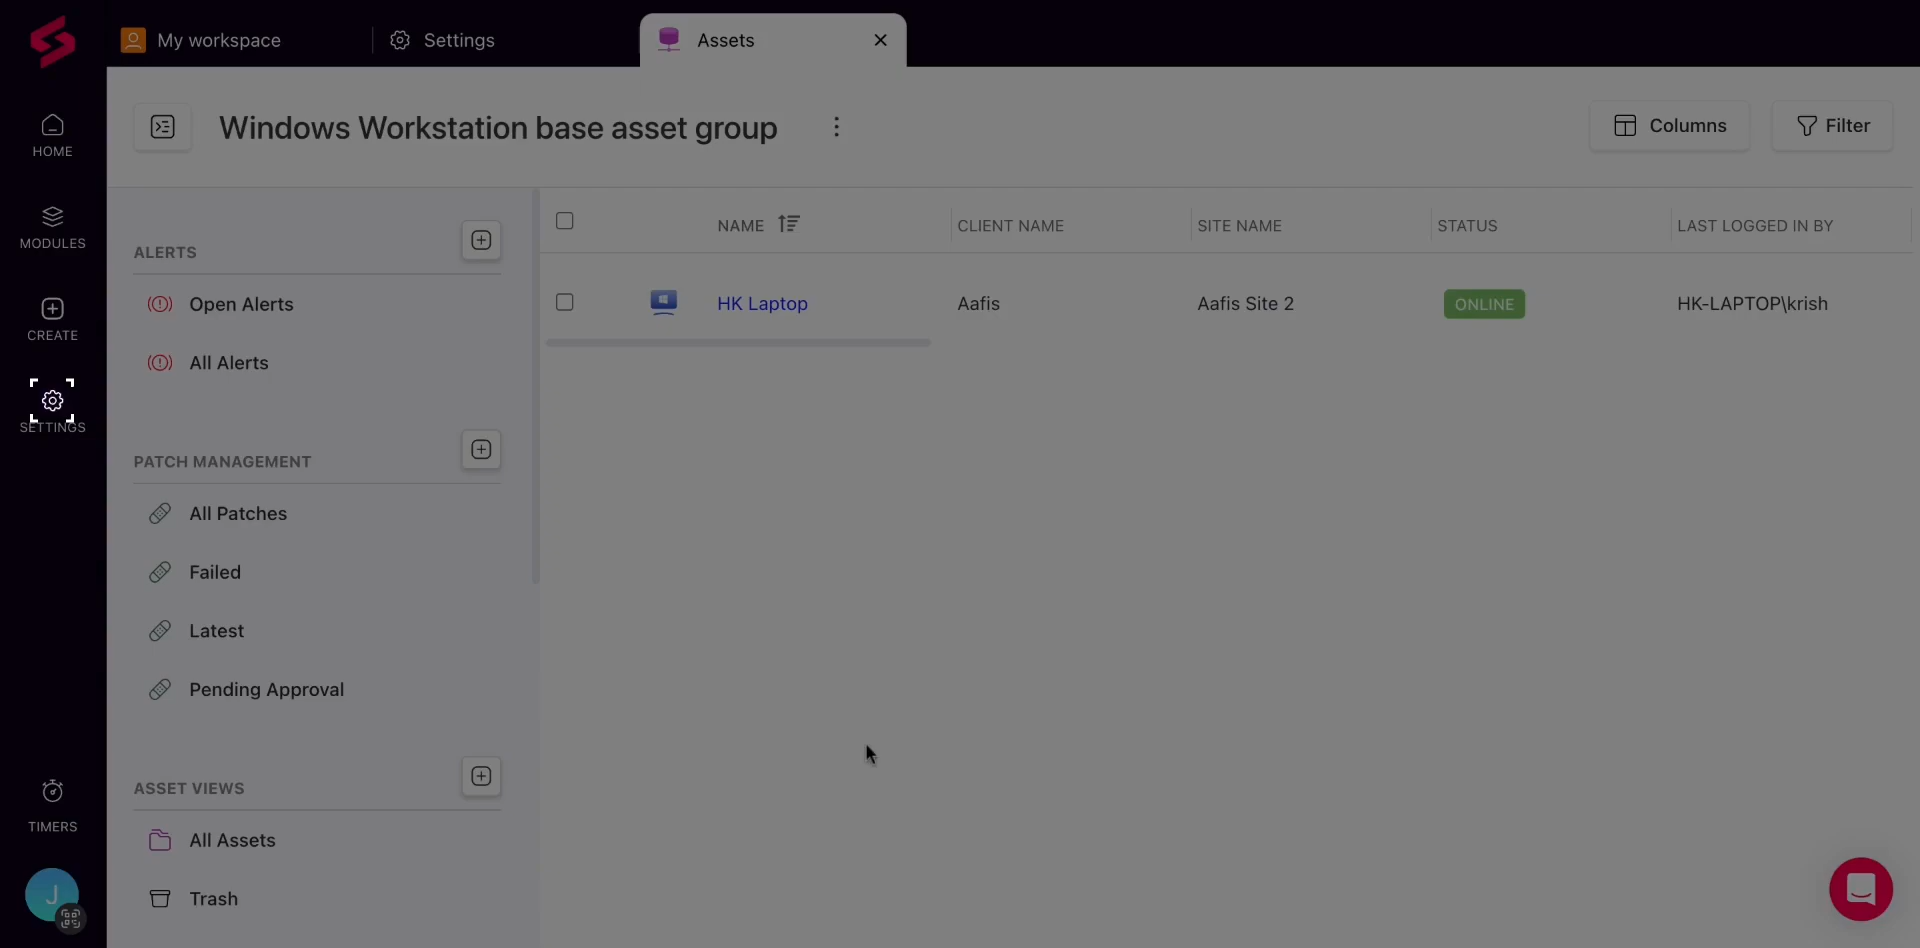 My workspace
Settings
Assets
HOME
MODULES
CREATE
SETTINGS
TIMERS
J
Windows Workstation base asset group
Columns
Filter
ALERTS
Open Alerts
All Alerts
PATCH MANAGEMENT
All Patches
Failed
Latest
Pending Approval
ASSET VIEWS
All Assets
Trash
NAME CLIENT NAME SITE NAME STATUS LAST LOGGED IN BY
HK Laptop Aafis Aafis Site 2 ONLINE HK-LAPTOP\krish